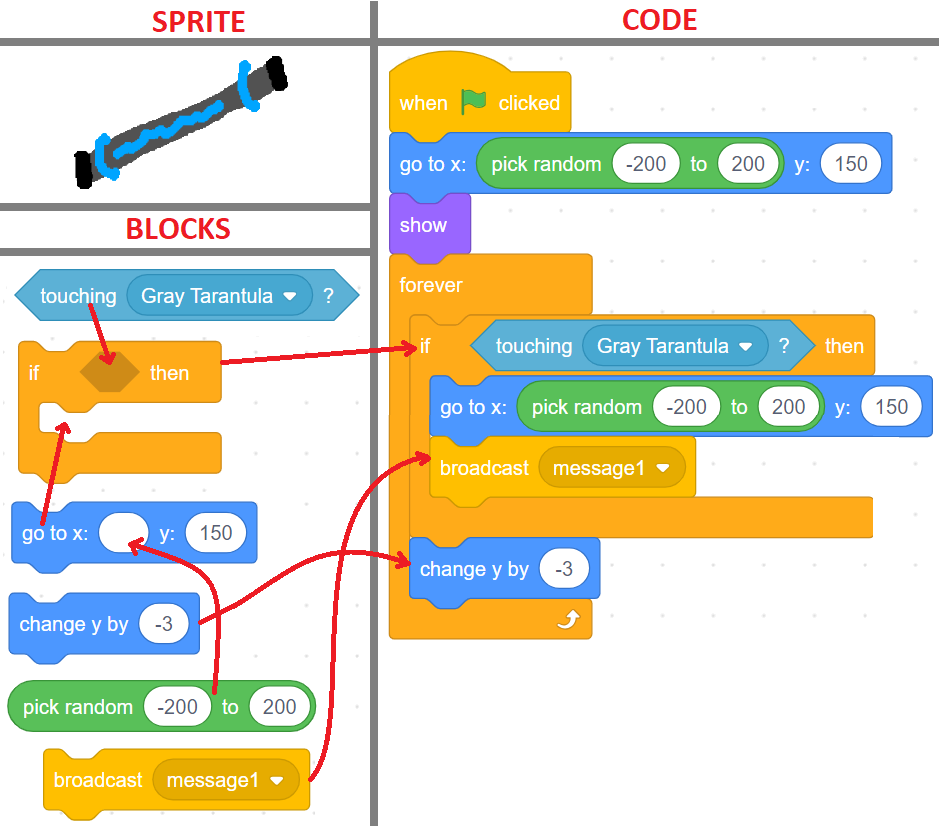 SPRITE
BLOCKS
touching Gray Tarantula ?
if then
go to x: y: 150
change y by -3
pick random -200 to 200
broadcast message1
CODE
when clicked
go to x: pick random -200 to 200 y: 150
show
forever
if touching Gray Tarantula ? then
go to x: pick random -200 to 200 y: 150
broadcast message1
change y by -3